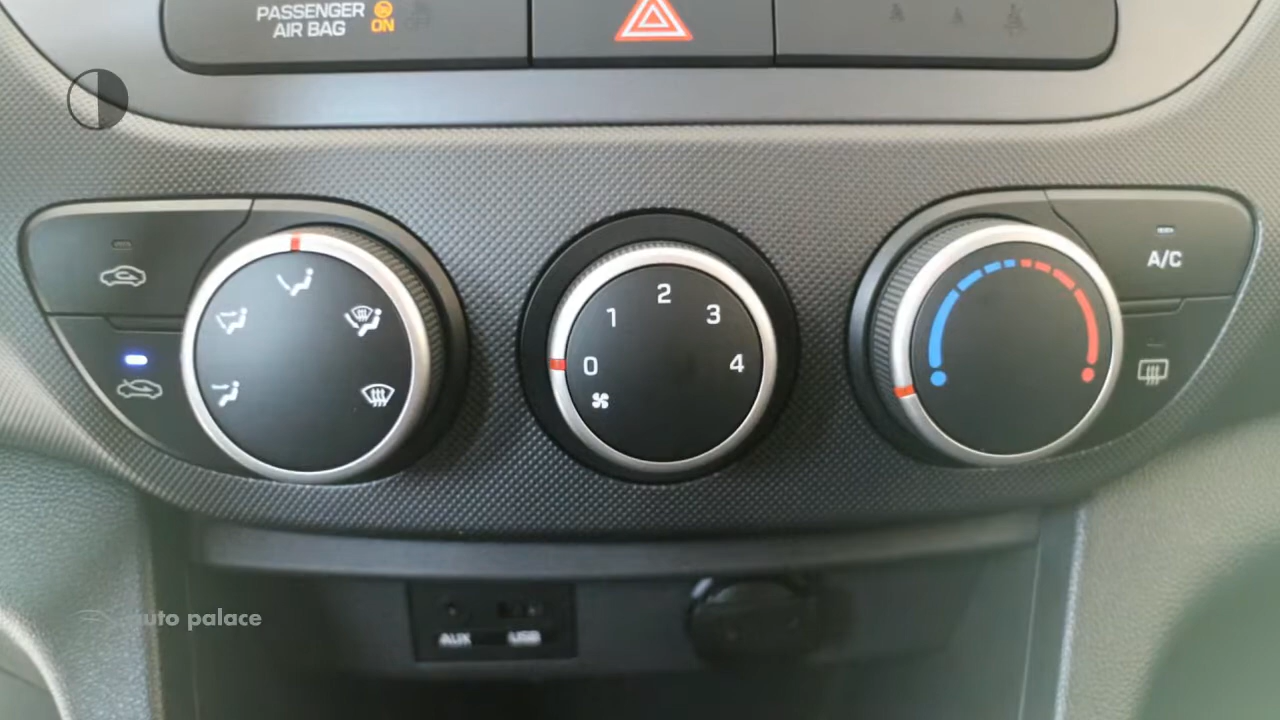 PASSENGER
AIR BAG
ON
A/C
2
1
3
0
4
AUX
USB
auto palace